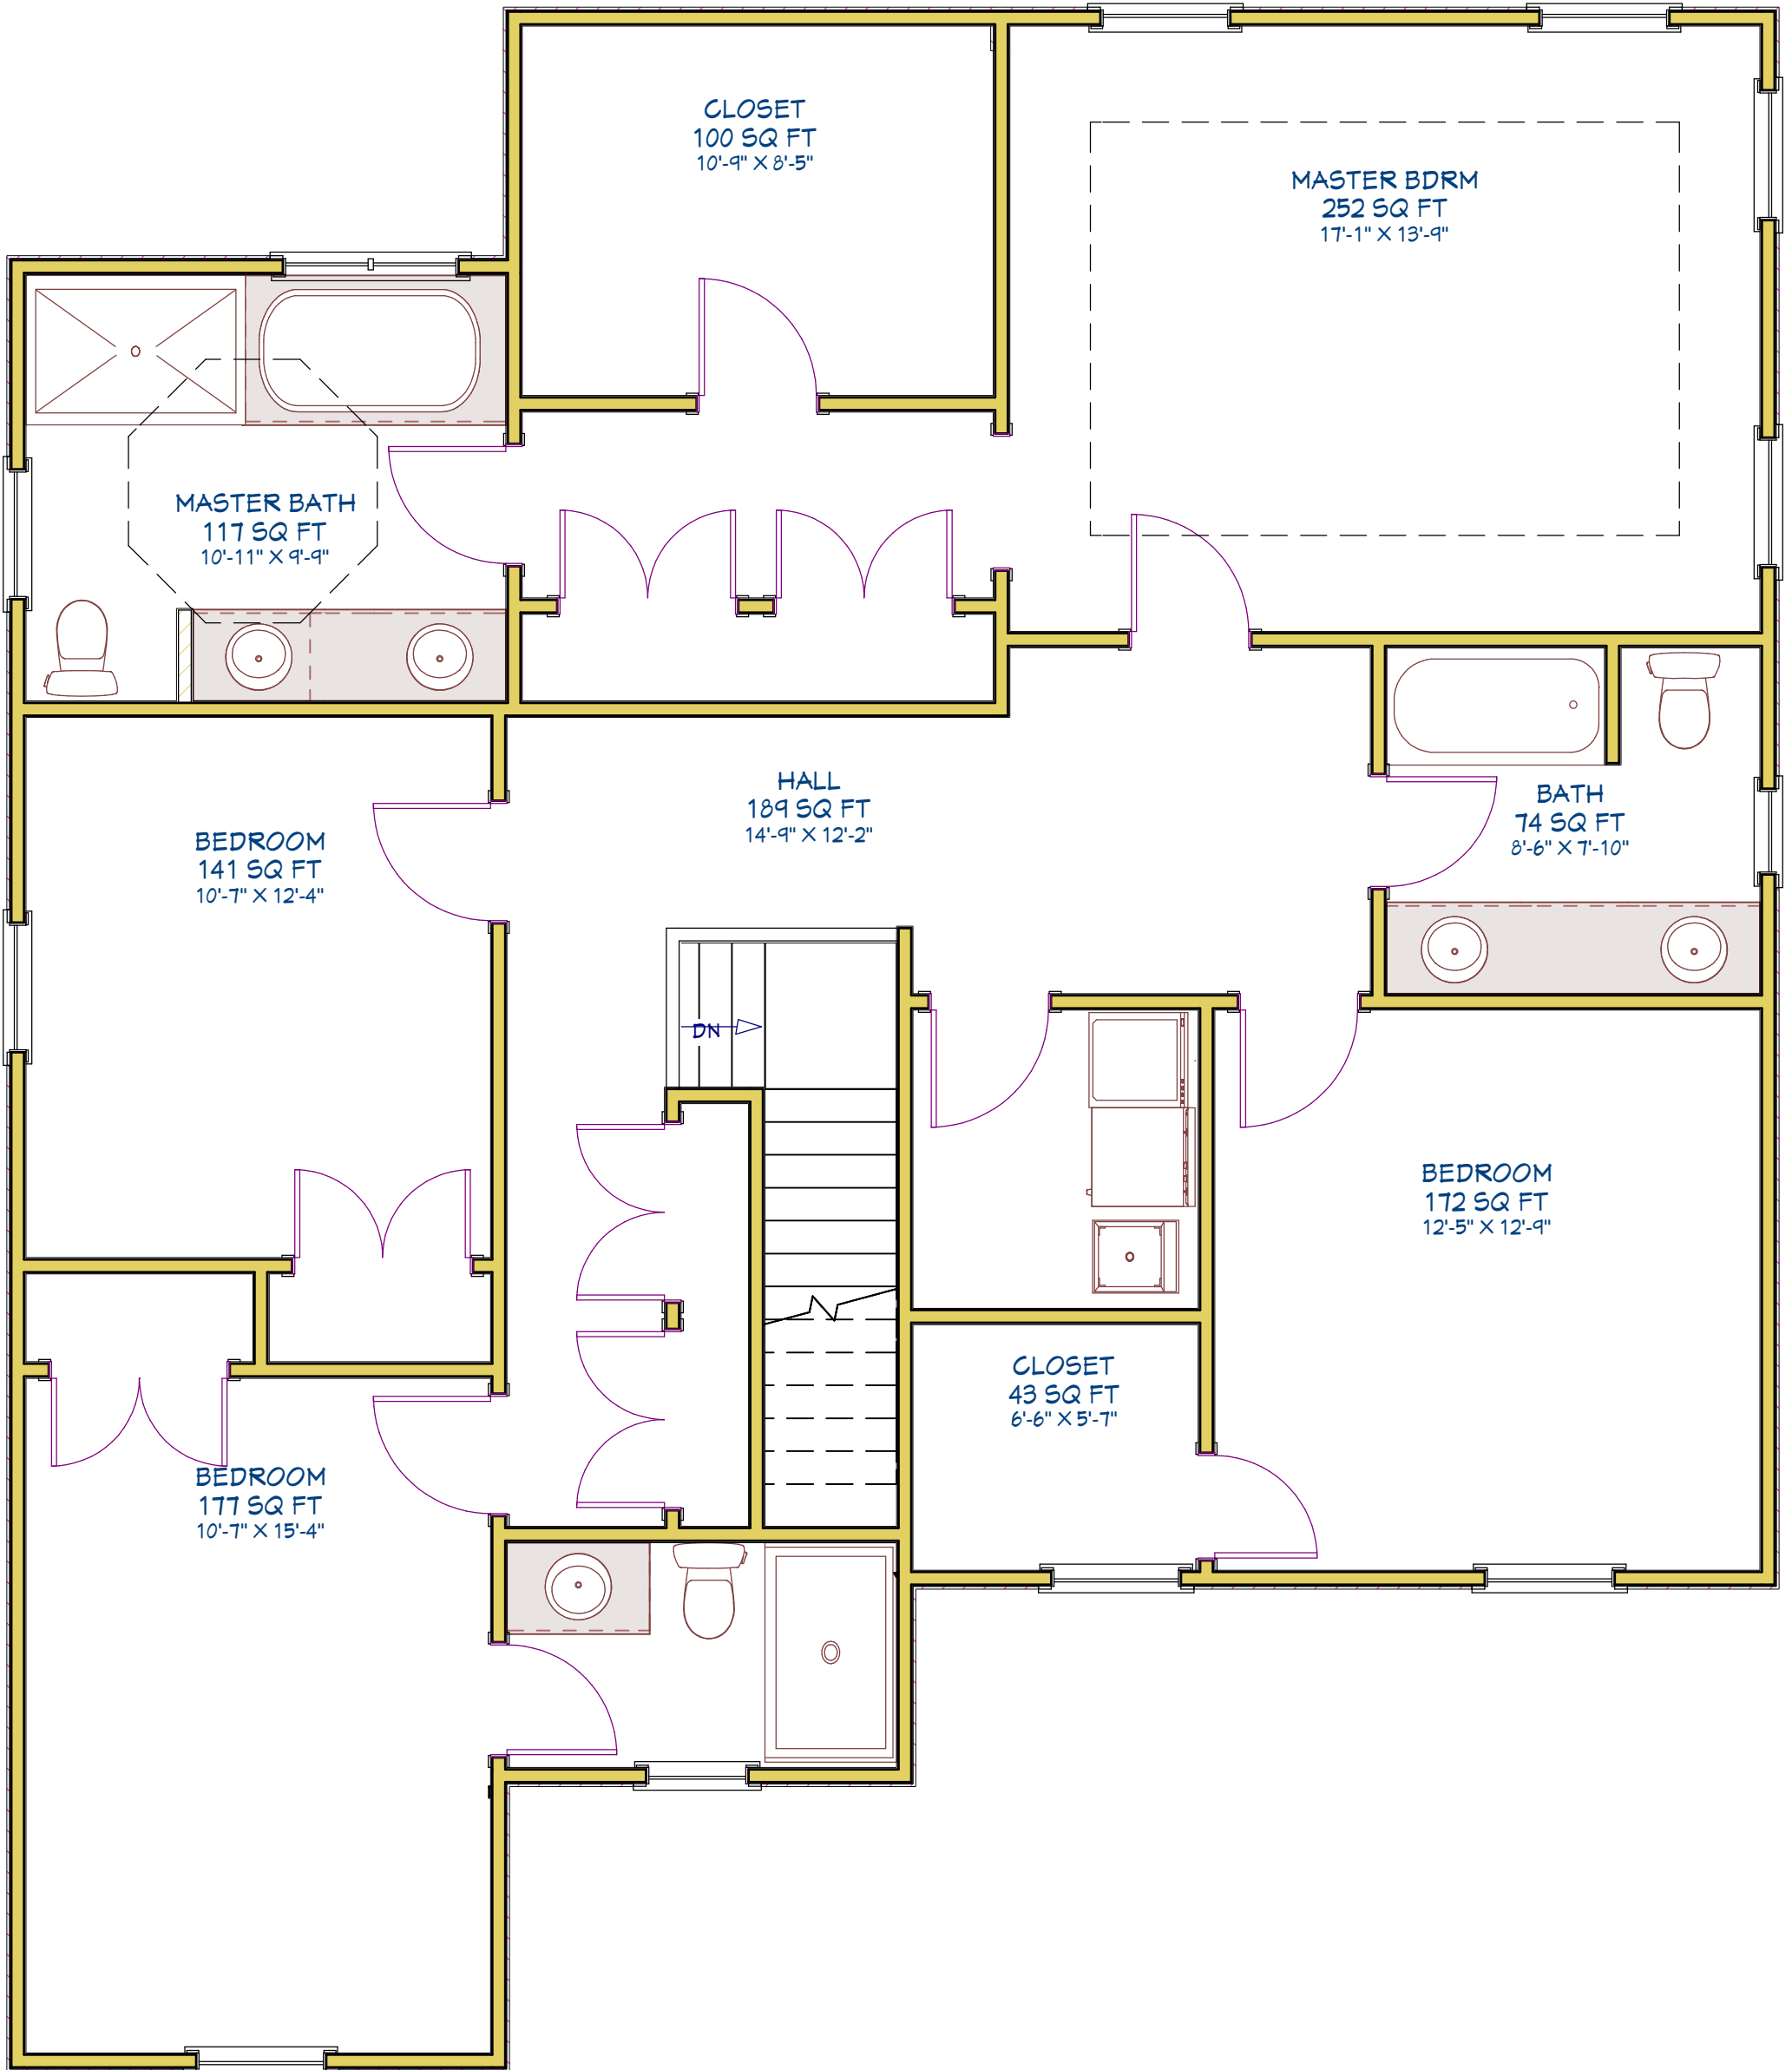 CLOSET
100 SQ FT
10'-9" X 8'-5"
MASTER BDRM
252 SQ FT
17'-1" X 13'-9"
MASTER BATH
117 SQ FT
10'-11" X 9'-9"
HALL
189 SQ FT
14'-9" X 12'-2"
BATH
74 SQ FT
8'-6" X 7'-10"
BEDROOM
141 SQ FT
10'-7" X 12'-4"
DN
BEDROOM
172 SQ FT
12'-5" X 12'-9"
CLOSET
43 SQ FT
6'-6" X 5'-7"
BEDROOM
177 SQ FT
10'-7" X 15'-4"